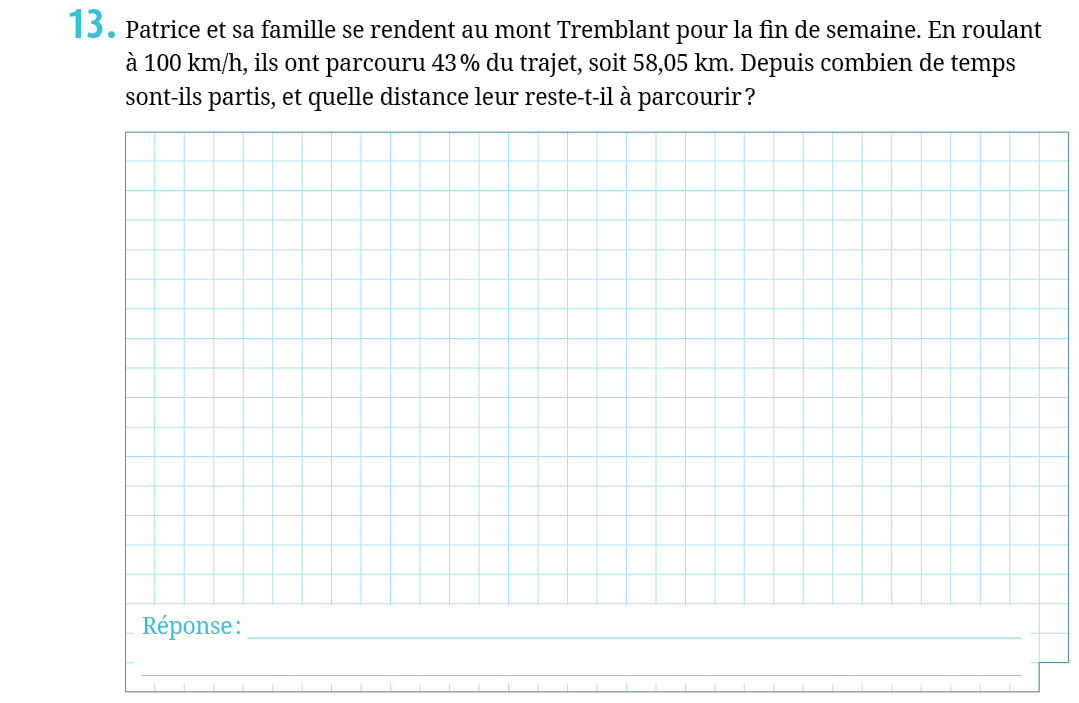 13. Patrice et sa famille se rendent au mont Tremblant pour la fin de semaine. En roulant
à 100 km/h, ils ont parcouru 43 % du trajet, soit 58,05 km. Depuis combien de temps
sont-ils partis, et quelle distance leur reste-t-il à parcourir ?
Réponse :